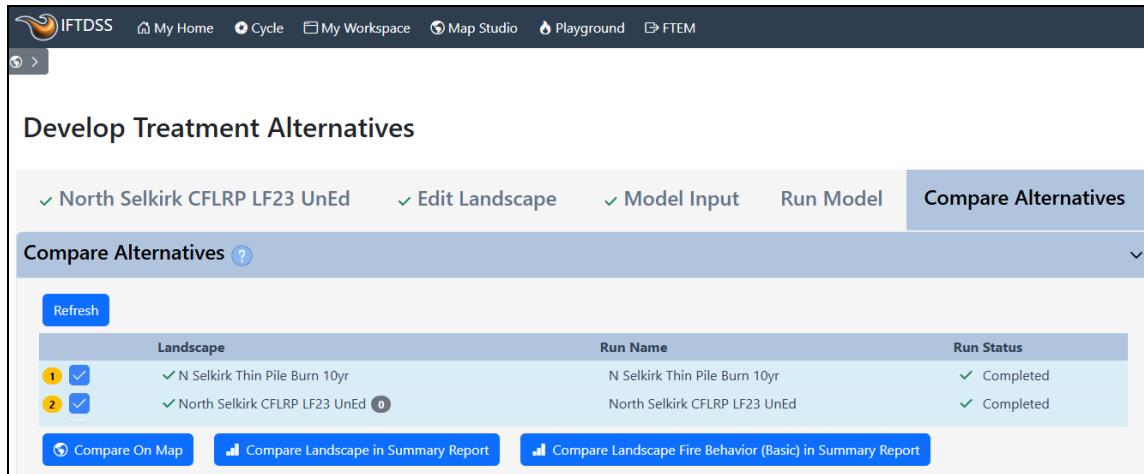 IFTDSS My Home Cycle My Workspace Map Studio Playground FTEM
Develop Treatment Alternatives
North Selkirk CFLRP LF23 UnEd Edit Landscape Model Input Run Model Compare Alternatives
Compare Alternatives ?
Refresh
Landscape Run Name Run Status
1 N Selkirk Thin Pile Burn 10yr N Selkirk Thin Pile Burn 10yr Completed
2 North Selkirk CFLRP LF23 UnEd 0 North Selkirk CFLRP LF23 UnEd Completed
Compare On Map Compare Landscape in Summary Report Compare Landscape Fire Behavior (Basic) in Summary Report